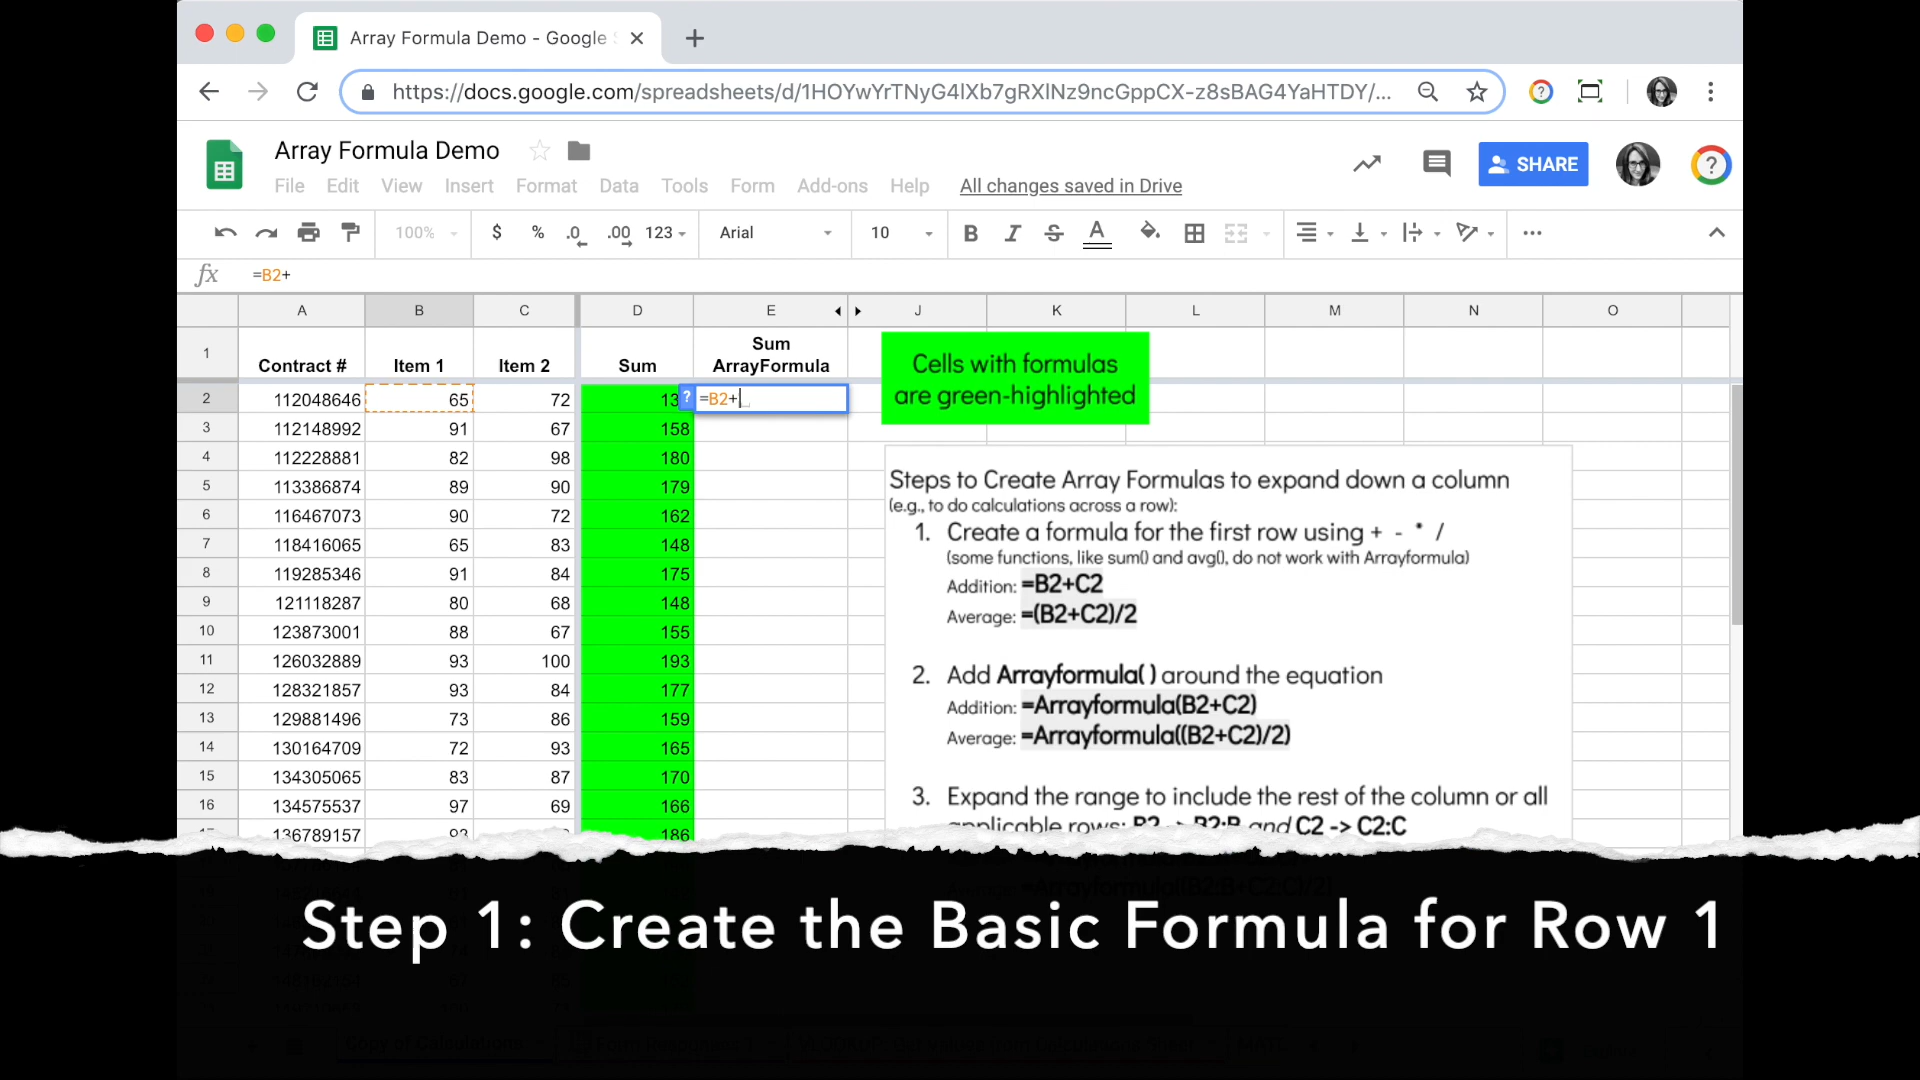 Array Formula Demo - Google
https://docs.google.com/spreadsheets/d/1HOYwYrTNyG4lXb7gRXlNz9ncGppCX-z8sBAG4YaHTDY/...
Array Formula Demo
File Edit View Insert Format Data Tools Form Add-ons Help All changes saved in Drive
SHARE
100% $ % .0 .00 123 Arial 10 B I S A
fx =B2+
A B C D E J K L M N O
1 Contract # Item 1 Item 2 Sum Sum ArrayFormula
2 112048646 65 72 13 ? =B2+
3 112148992 91 67 158
4 112228881 82 98 180
5 113386874 89 90 179
6 116467073 90 72 162
7 118416065 65 83 148
8 119285346 91 84 175
9 121118287 80 68 148
10 123873001 88 67 155
11 126032889 93 100 193
12 128321857 93 84 177
13 129881496 73 86 159
14 130164709 72 93 165
15 134305065 83 87 170
16 134575537 97 69 166
136789157 93 186
Cells with formulas
are green-highlighted
Steps to Create Array Formulas to expand down a column
(e.g., to do calculations across a row):
1. Create a formula for the first row using + - * /
(some functions, like sum() and avg(), do not work with Arrayformula)
Addition: =B2+C2
Average: =(B2+C2)/2
2. Add Arrayformula( ) around the equation
Addition: =Arrayformula(B2+C2)
Average: =Arrayformula((B2+C2)/2)
3. Expand the range to include the rest of the column or all
applicable rows: B2 -> B2:B and C2 -> C2:C
Average: =Arrayformula((B2:B+C2:C)/2)
Step 1: Create the Basic Formula for Row 1